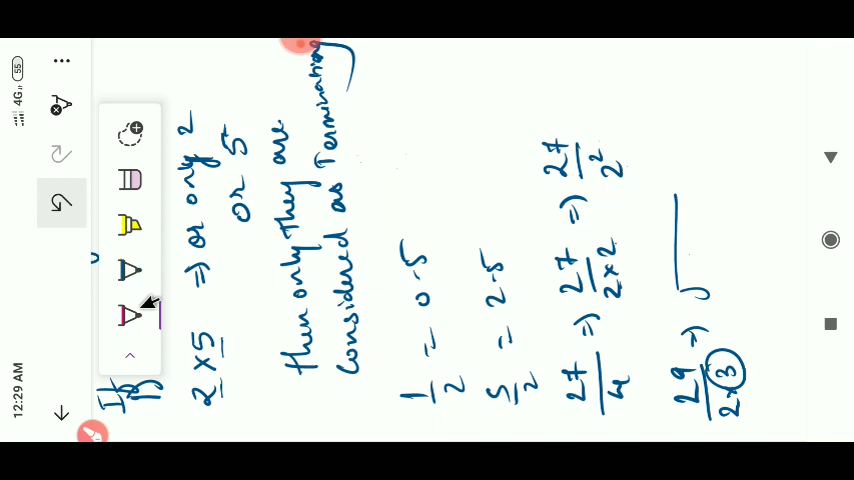 12:29 AM
4G 55
If
2 × 5 => or only 2
or 5
then only they are
considered as Terminating
1/2 = 0.5
5/2 = 2.5
27/4 => 27/2×2 => 27/2²
29/2×3 =>